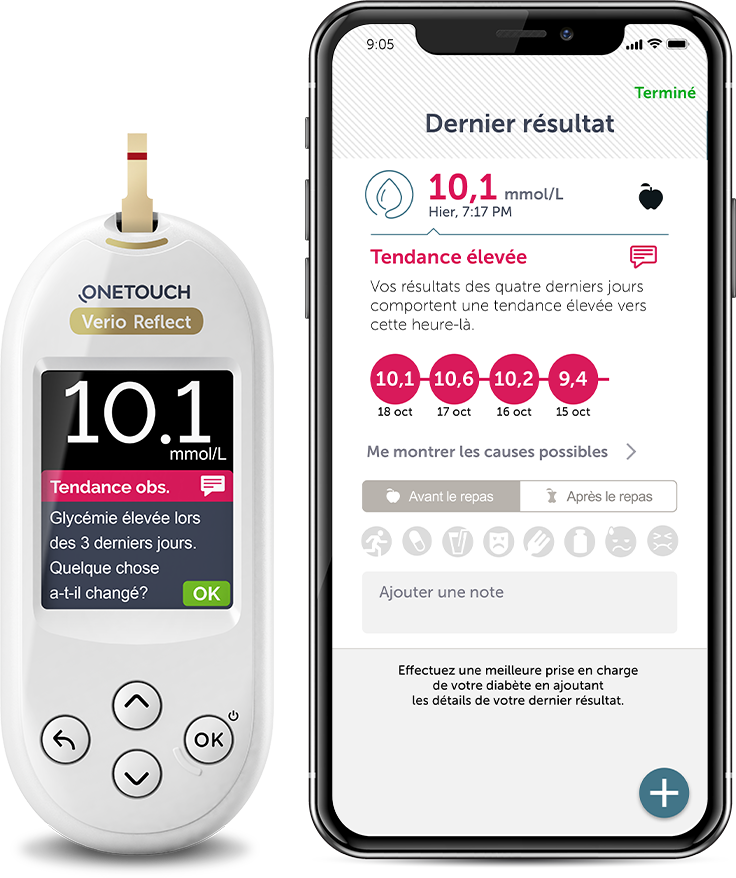 ONETOUCH
Verio Reflect
10.1
mmol/L
Tendance obs.
Glycémie élevée lors
des 3 derniers jours.
Quelque chose
a-t-il changé?
OK
OK
9:05
Terminé
Dernier résultat
10,1 mmol/L
Hier, 7:17 PM
Tendance élevée
Vos résultats des quatre derniers jours
comportent une tendance élevée vers
cette heure-là.
10,1 10,6 10,2 9,4
18 oct 17 oct 16 oct 15 oct
Me montrer les causes possibles
Avant le repas Après le repas
Ajouter une note
Effectuez une meilleure prise en charge
de votre diabète en ajoutant
les détails de votre dernier résultat.